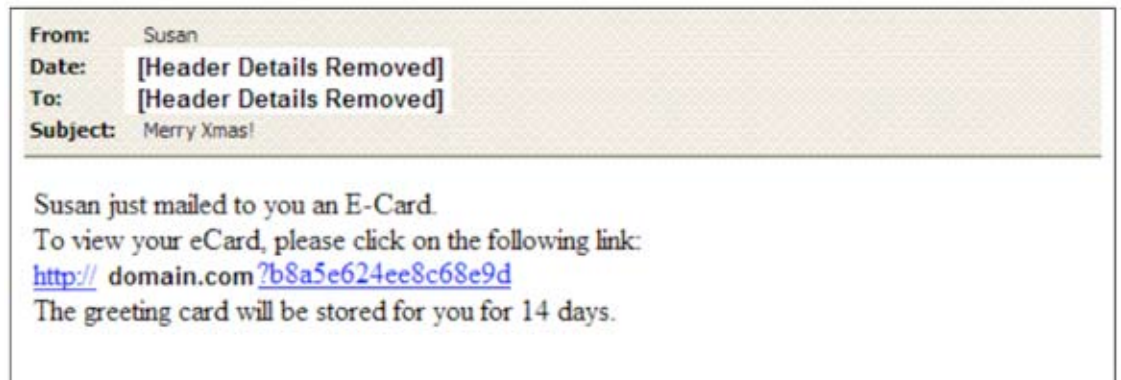 From: Susan
Date: [Header Details Removed]
To: [Header Details Removed]
Subject: Merry Xmas!
Susan just mailed to you an E-Card.
To view your eCard, please click on the following link:
http:// domain.com ?b8a5e624ee8c68e9d
The greeting card will be stored for you for 14 days.